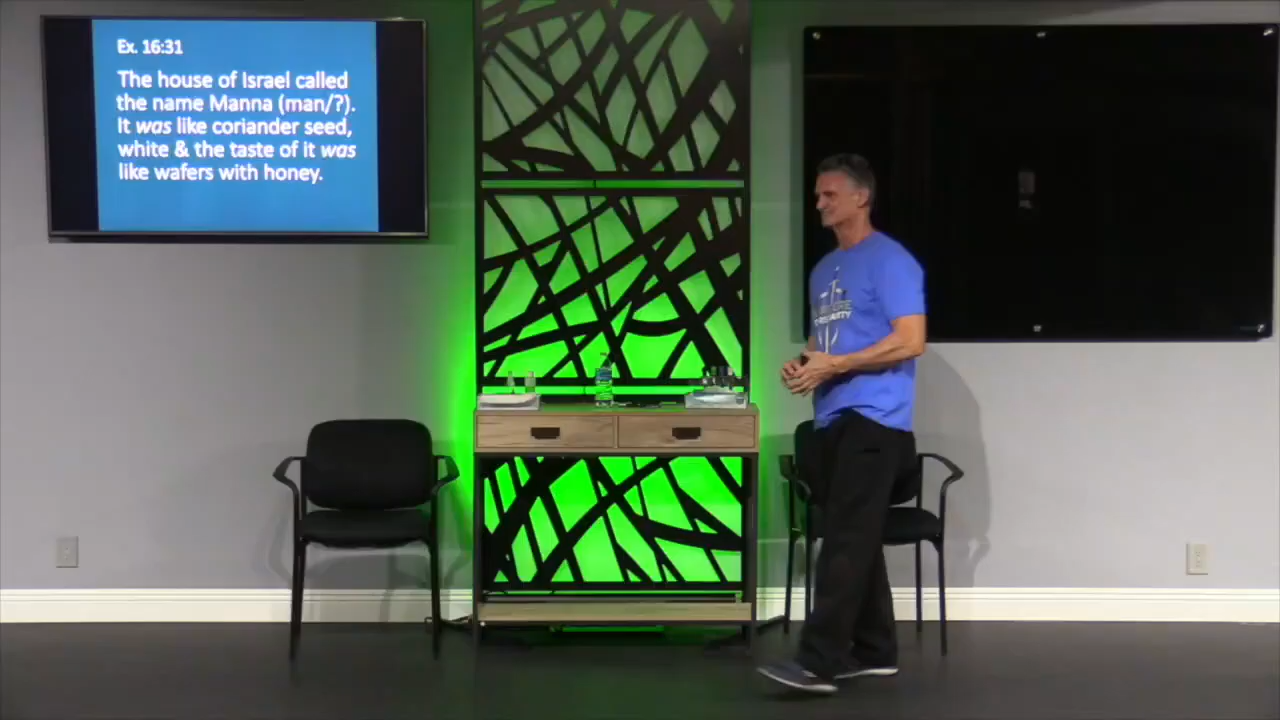 Ex. 16:31
The house of Israel called
the name Manna (man/?).
It was like coriander seed,
white & the taste of it was
like wafers with honey.